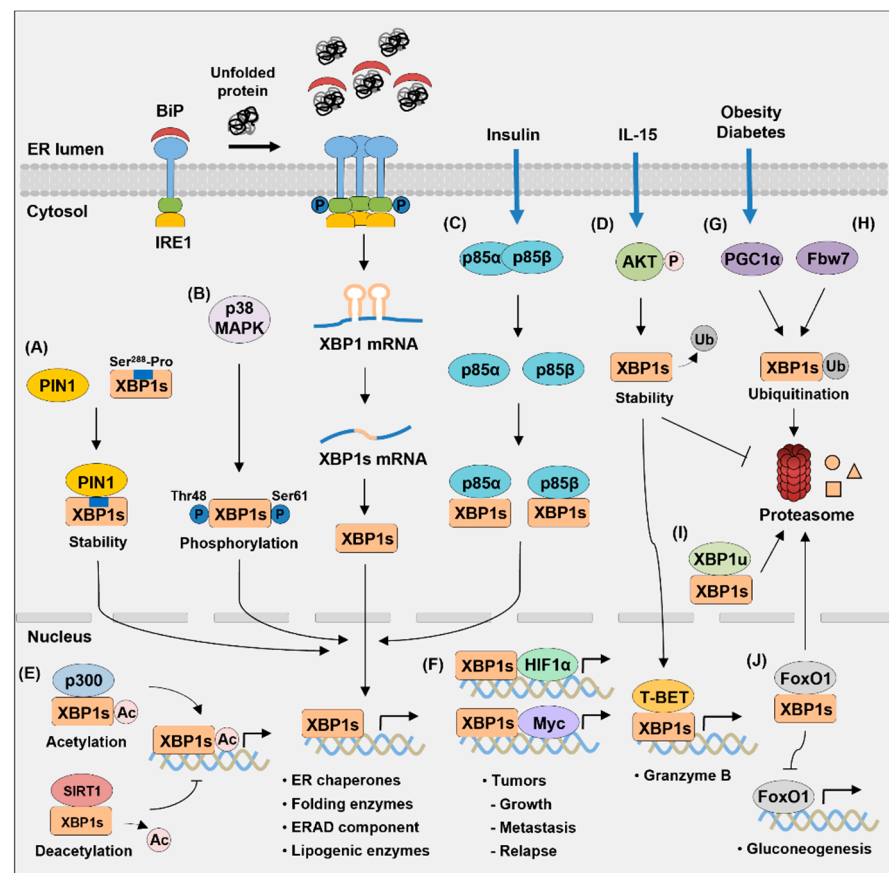 Unfolded
protein
BiP
ER lumen
Cytosol
IRE1
P
P
XBP1 mRNA
XBP1s mRNA
XBP1s
(A)
PIN1
Ser288-Pro
XBP1s
PIN1
XBP1s
Stability
(B)
p38
MAPK
Thr48
Ser61
P
XBP1s
P
Phosphorylation
Insulin
(C)
p85α
p85β
p85α
p85β
p85α
p85β
XBP1s
XBP1s
IL-15
(D)
AKT
P
XBP1s
Ub
Stability
Obesity
Diabetes
(G)
PGC1α
(H)
Fbw7
XBP1s
Ub
Ubiquitination
Proteasome
(I)
XBP1u
XBP1s
Nucleus
(E)
p300
XBP1s
Ac
Acetylation
SIRT1
XBP1s
Ac
Deacetylation
XBP1s
Ac
XBP1s
• ER chaperones
• Folding enzymes
• ERAD component
• Lipogenic enzymes
(F)
XBP1s
HIF1α
XBP1s
Myc
• Tumors
- Growth
- Metastasis
- Relapse
T-BET
XBP1s
• Granzyme B
(J)
FoxO1
XBP1s
FoxO1
• Gluconeogenesis